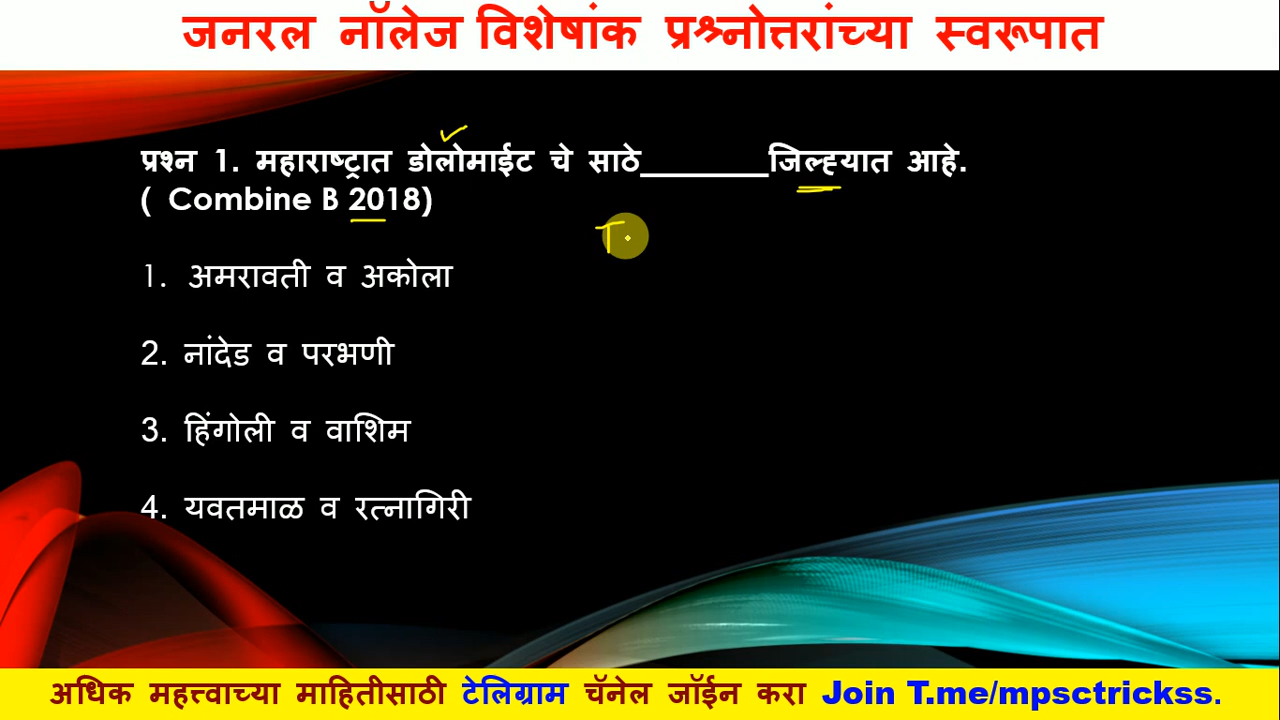 जनरल नॉलेज विशेषांक प्रश्नोत्तरांच्या स्वरूपात
प्रश्न 1. महाराष्ट्रात डोलोमाईट चे साठे________जिल्ह्यात आहे.
( Combine B 2018)
T
1. अमरावती व अकोला
2. नांदेड व परभणी
3. हिंगोली व वाशिम
4. यवतमाळ व रत्नागिरी
अधिक महत्त्वाच्या माहितीसाठी टेलिग्राम चॅनेल जॉईन करा Join T.me/mpsctrickss.